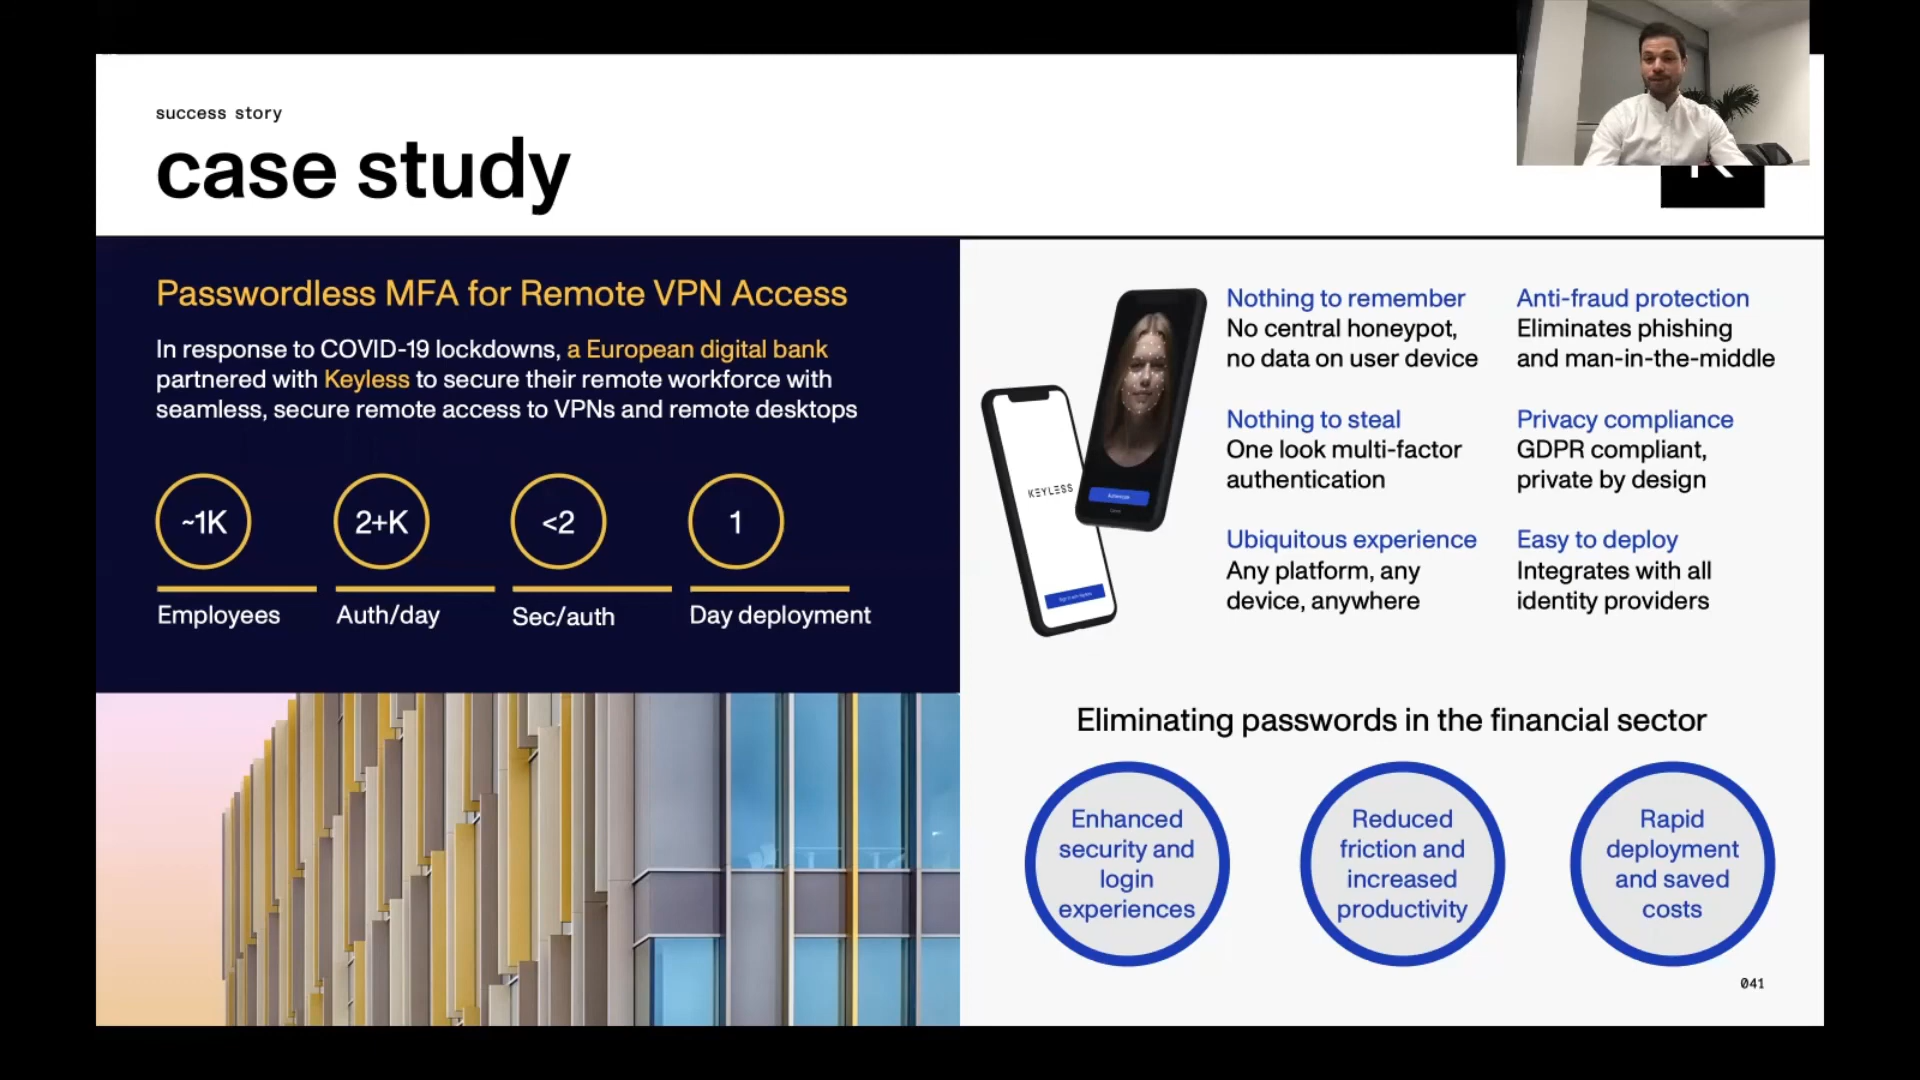 success story
case study
Passwordless MFA for Remote VPN Access
In response to COVID-19 lockdowns, a European digital bank
partnered with Keyless to secure their remote workforce with
seamless, secure remote access to VPNs and remote desktops
~1K
2+K
<2
1
Employees
Auth/day
Sec/auth
Day deployment
KEYLESS
Nothing to remember
No central honeypot,
no data on user device
Anti-fraud protection
Eliminates phishing
and man-in-the-middle
Nothing to steal
One look multi-factor
authentication
Privacy compliance
GDPR compliant,
private by design
Ubiquitous experience
Any platform, any
device, anywhere
Easy to deploy
Integrates with all
identity providers
Eliminating passwords in the financial sector
Enhanced
security and
login
experiences
Reduced
friction and
increased
productivity
Rapid
deployment
and saved
costs
041